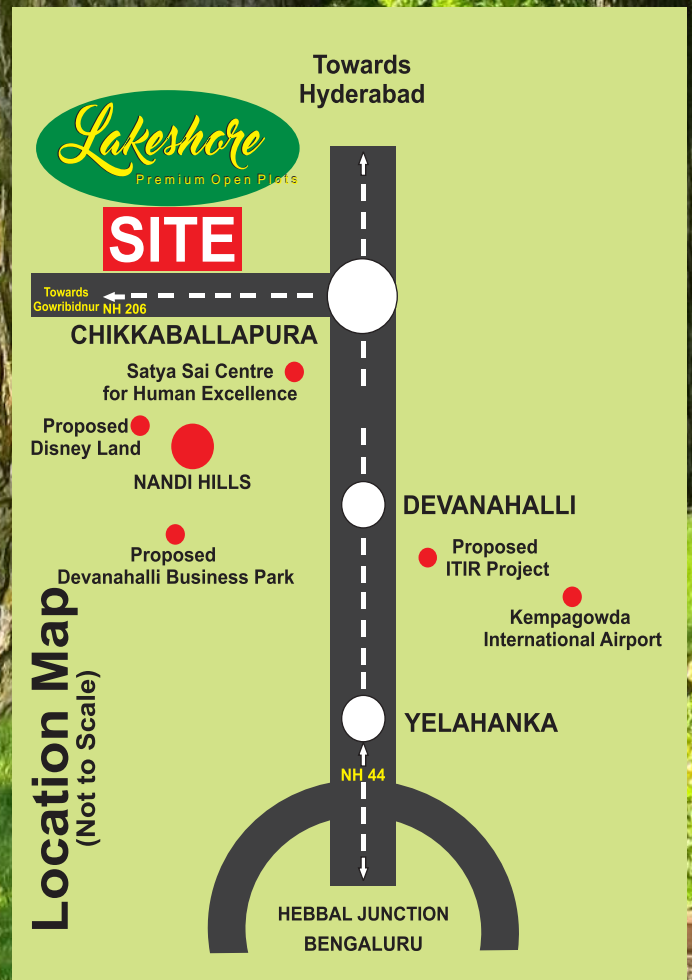 Towards
Hyderabad
Lakeshore
Premium Open Plots
SITE
Towards
Gowribidnur NH 206
CHIKKABALLAPURA
Satya Sai Centre
for Human Excellence
Proposed
Disney Land
NANDI HILLS
DEVANAHALLI
Proposed
ITIR Project
Proposed
Devanahalli Business Park
Kempagowda
International Airport
YELAHANKA
NH 44
Location Map
(Not to Scale)
HEBBAL JUNCTION
BENGALURU